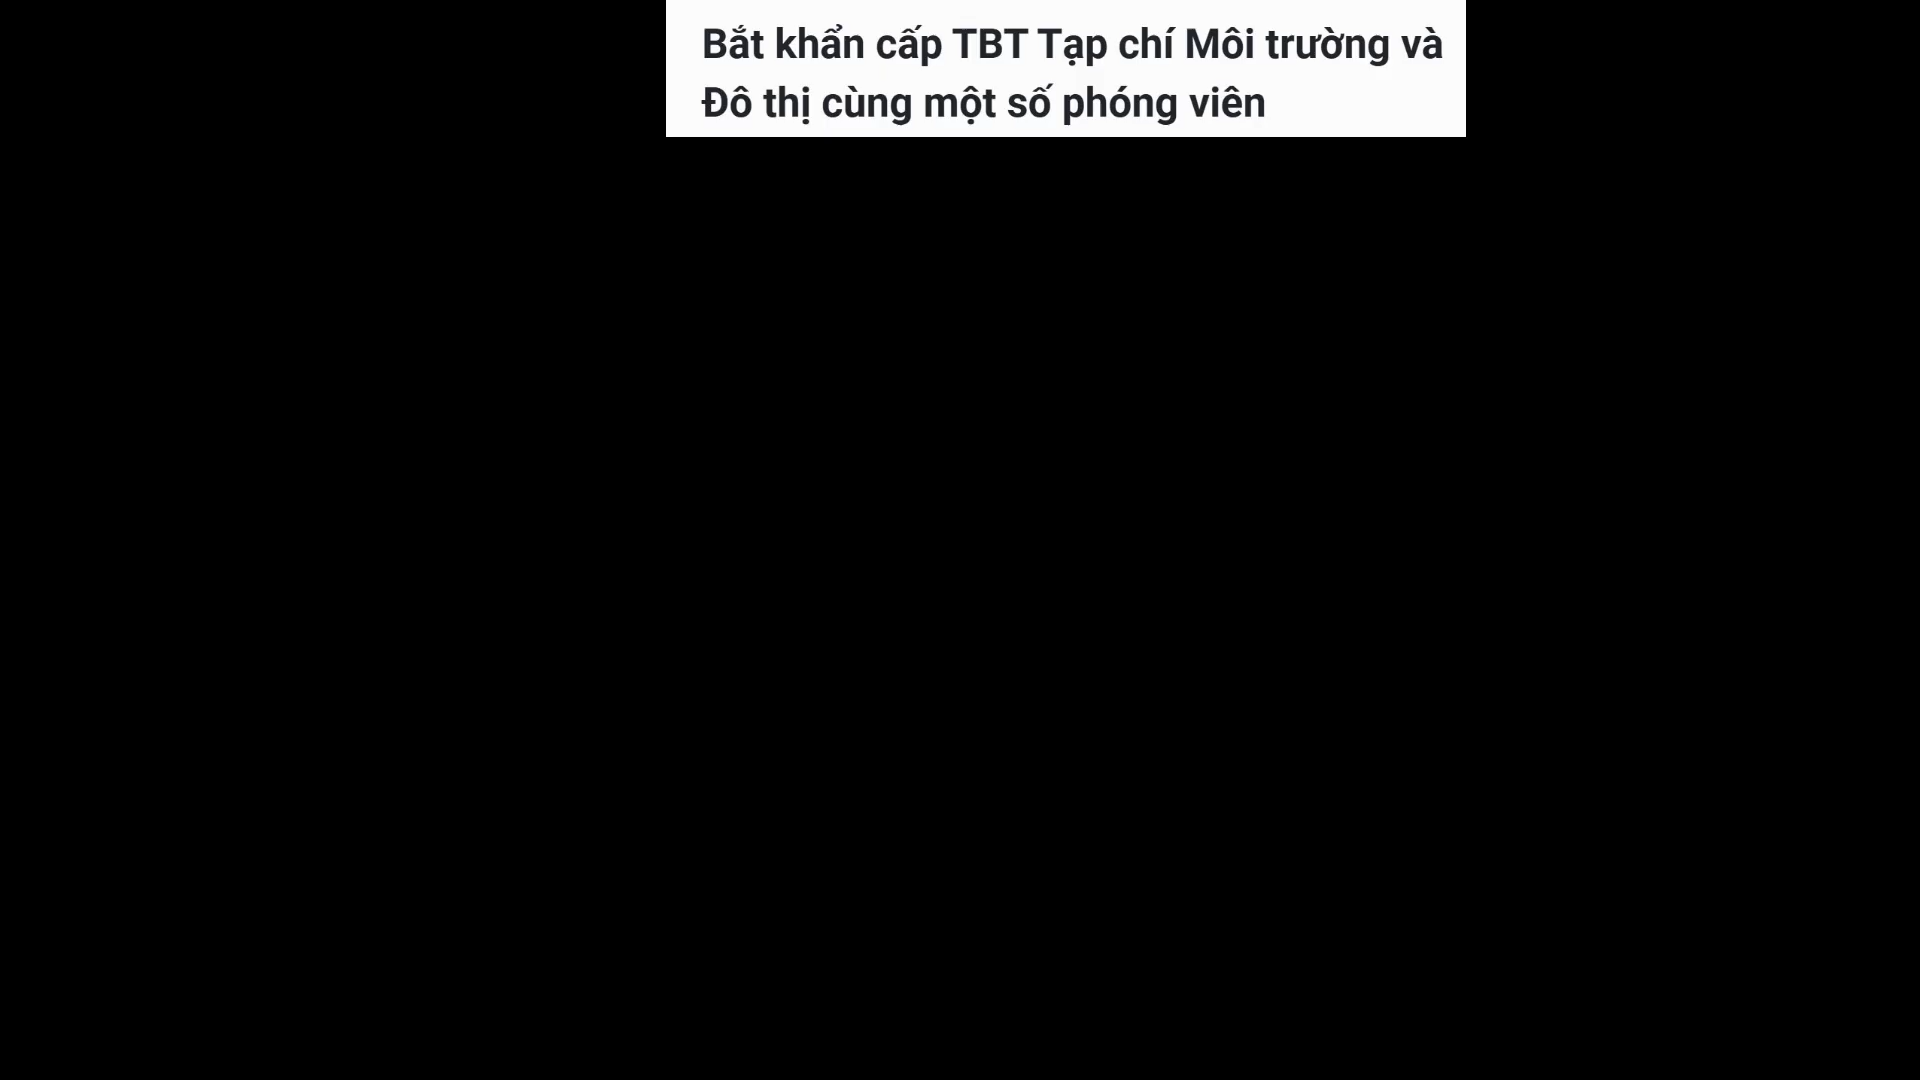 Bắt khẩn cấp TBT Tạp chí Môi trường và
Đô thị cùng một số phóng viên